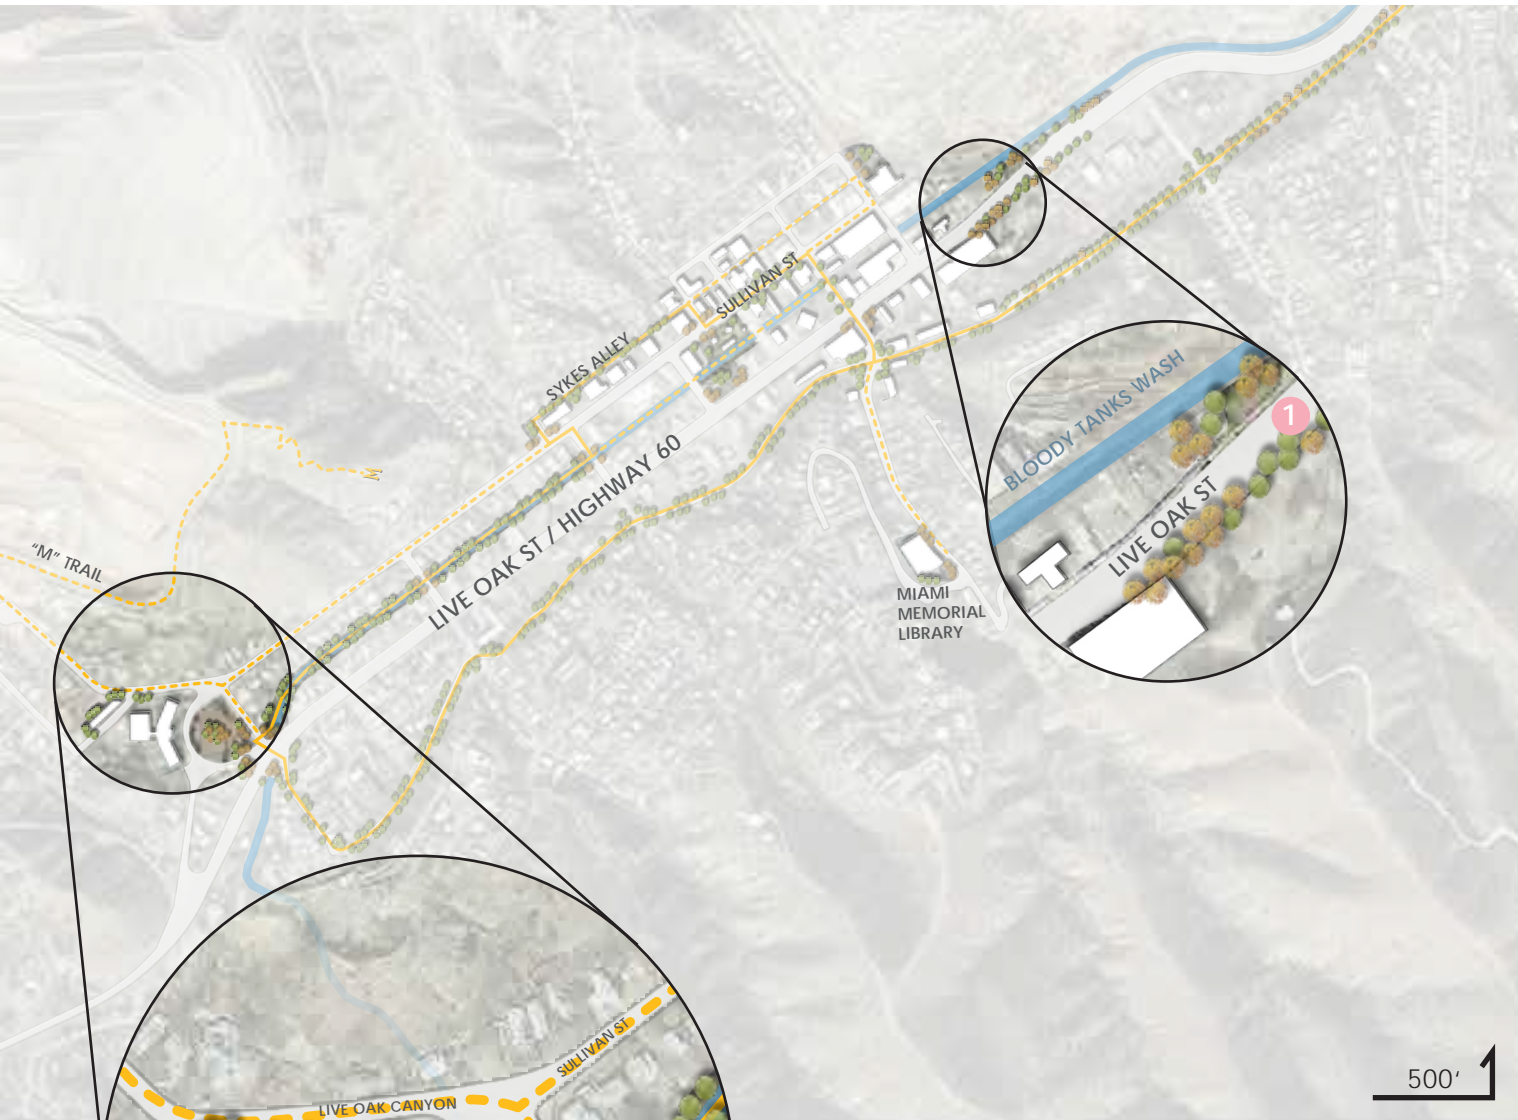 SULLIVAN ST
SYKES ALLEY
LIVE OAK ST / HIGHWAY 60
"M" TRAIL
M
MIAMI
MEMORIAL
LIBRARY
BLOODY TANKS WASH
1
LIVE OAK ST
SULLIVAN ST
LIVE OAK CANYON
500'